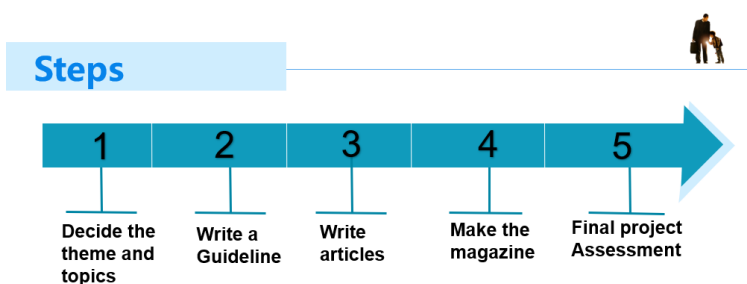 Steps
1 2 3 4 5
Decide the
theme and
topics
Write a
Guideline
Write
articles
Make the
magazine
Final project
Assessment